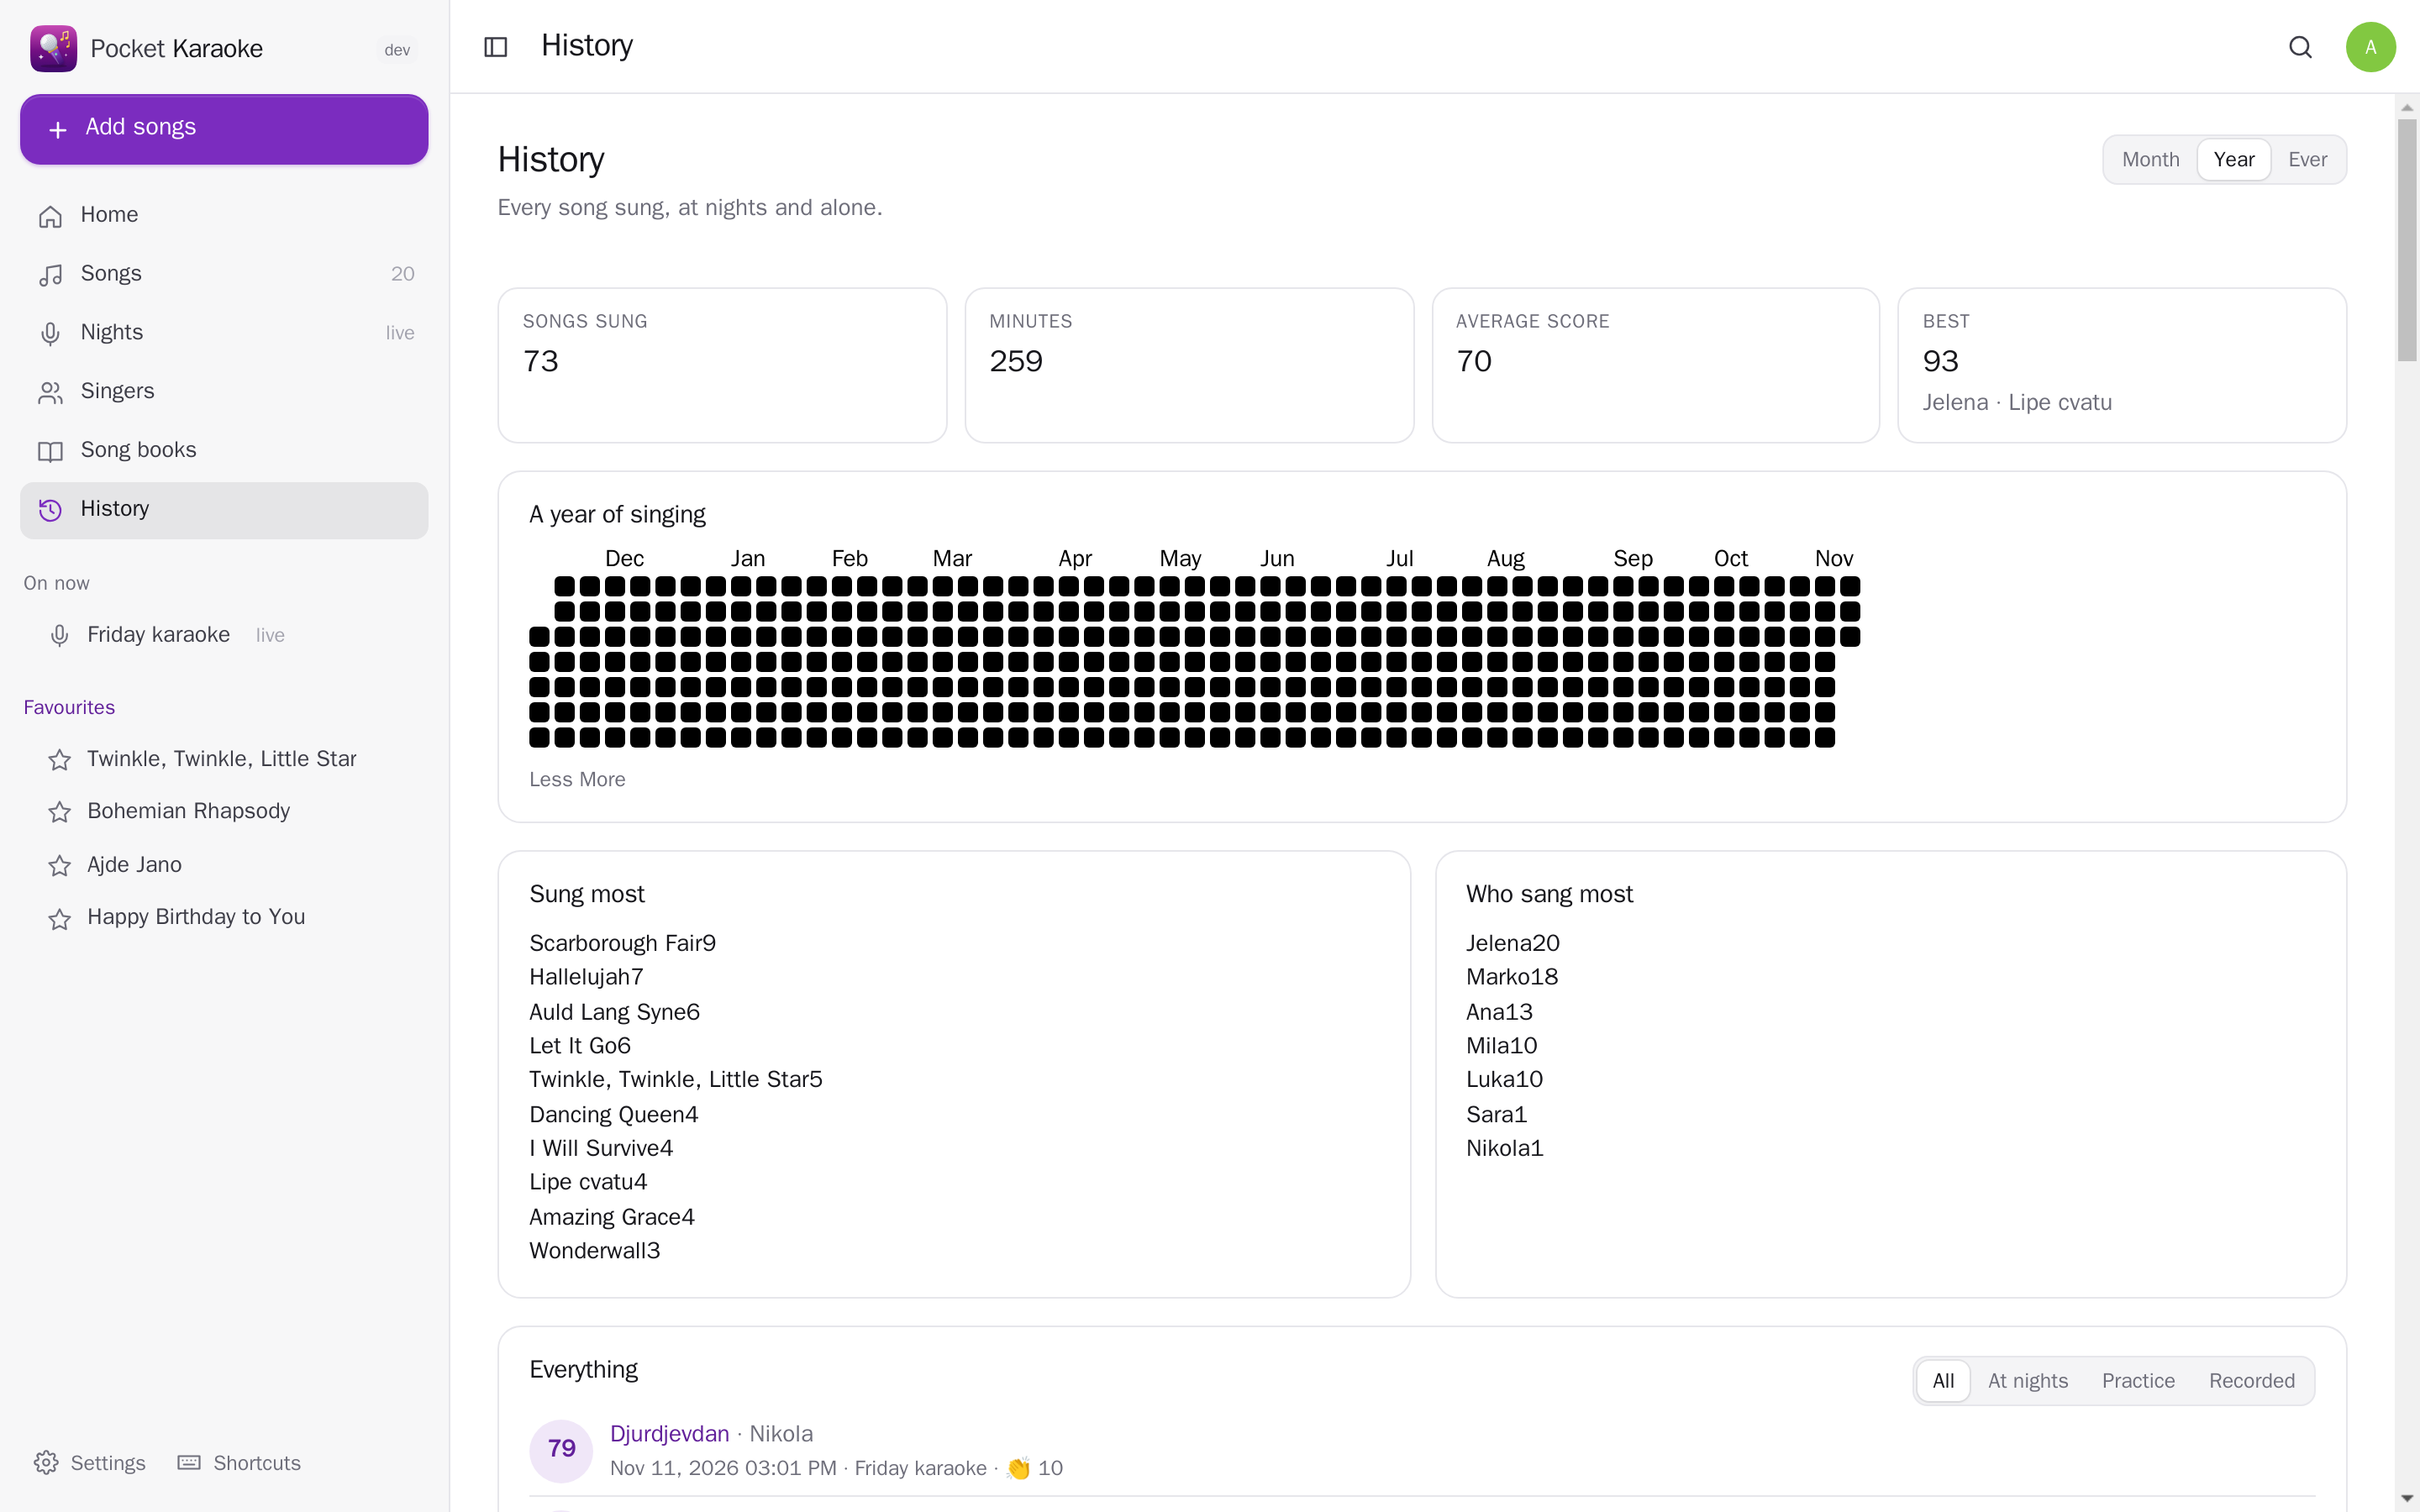 Pocket Karaoke
dev
Add songs
Home
Songs 20
Nights live
Singers
Song books
History
On now
Friday karaoke live
Favourites
Twinkle, Twinkle, Little Star
Bohemian Rhapsody
Ajde Jano
Happy Birthday to You
Settings
Shortcuts
History
A
History
Every song sung, at nights and alone.
Month Year Ever
SONGS SUNG
73
MINUTES
259
AVERAGE SCORE
70
BEST
93
Jelena · Lipe cvatu
A year of singing
Dec Jan Feb Mar Apr May Jun Jul Aug Sep Oct Nov
Less More
Sung most
Scarborough Fair9
Hallelujah7
Auld Lang Syne6
Let It Go6
Twinkle, Twinkle, Little Star5
Dancing Queen4
I Will Survive4
Lipe cvatu4
Amazing Grace4
Wonderwall3
Who sang most
Jelena20
Marko18
Ana13
Mila10
Luka10
Sara1
Nikola1
Everything
All At nights Practice Recorded
79
Djurdjevdan · Nikola
Nov 11, 2026 03:01 PM · Friday karaoke · 👏 10